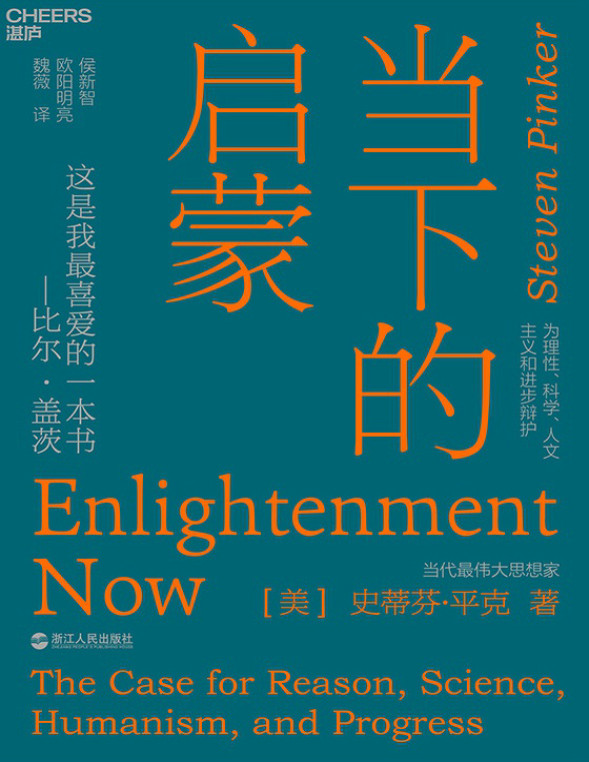 CHEERS
湛庐
侯新智
欧阳明亮
魏薇 译
当下的
启蒙
Steven Pinker
为理性、科学、人文
主义和进步辩护
这是我最喜爱的一本书
—比尔·盖茨
Enlightenment
Now
当代最伟大思想家
[美] 史蒂芬·平克 著
浙江人民出版社
ZHEJIANG PEOPLE'S PUBLISHING HOUSE
The Case for Reason, Science,
Humanism, and Progress